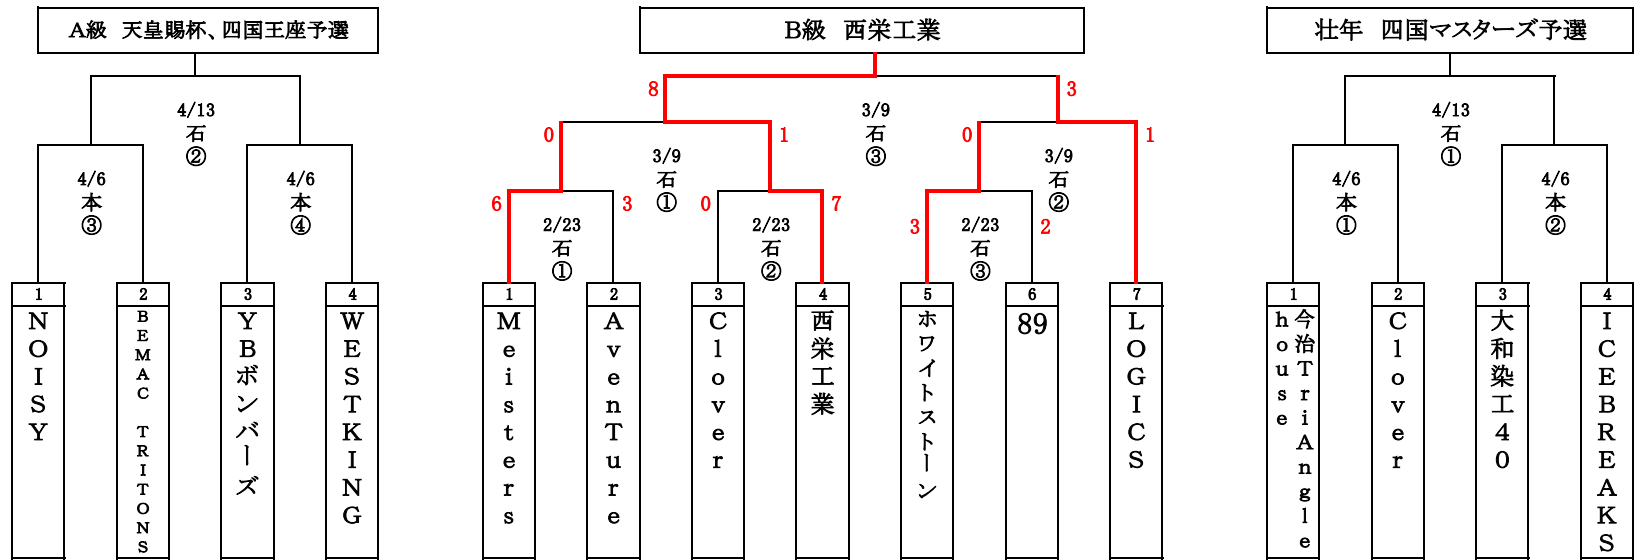 A級　天皇賜杯、四国王座予選
4/13
石
②
4/6
本
③
4/6
本
④
1
NOISY
2
BEMAC TRITONS
3
YBボンバーズ
4
WESTKING
B級　西栄工業
8
3
3/9
石
③
0
1
0
1
3/9
石
①
3/9
石
②
6
3
0
7
3
2
2/23
石
①
2/23
石
②
2/23
石
③
1
Meisters
2
AvenTure
3
Clover
4
西栄工業
5
ホワイトストーン
6
89
7
LOGICS
壮年　四国マスターズ予選
4/13
石
①
4/6
本
①
4/6
本
②
1
今治TriAngle
house
2
Clover
3
大和染工40
4
ICEBREAKS